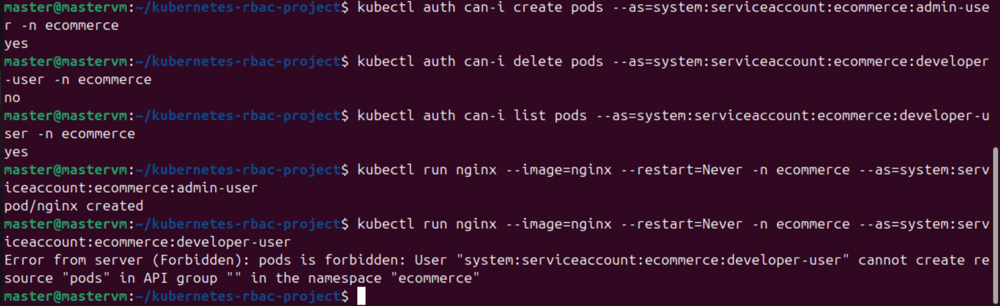 master@mastervm:~/kubernetes-rbac-project$ kubectl auth can-i create pods --as=system:serviceaccount:ecommerce:admin-use
r -n ecommerce
yes
master@mastervm:~/kubernetes-rbac-project$ kubectl auth can-i delete pods --as=system:serviceaccount:ecommerce:developer
-user -n ecommerce
no
master@mastervm:~/kubernetes-rbac-project$ kubectl auth can-i list pods --as=system:serviceaccount:ecommerce:developer-u
ser -n ecommerce
yes
master@mastervm:~/kubernetes-rbac-project$ kubectl run nginx --image=nginx --restart=Never -n ecommerce --as=system:serv
iceaccount:ecommerce:admin-user
pod/nginx created
master@mastervm:~/kubernetes-rbac-project$ kubectl run nginx --image=nginx --restart=Never -n ecommerce --as=system:serv
iceaccount:ecommerce:developer-user
Error from server (Forbidden): pods is forbidden: User "system:serviceaccount:ecommerce:developer-user" cannot create re
source "pods" in API group "" in the namespace "ecommerce"
master@mastervm:~/kubernetes-rbac-project$